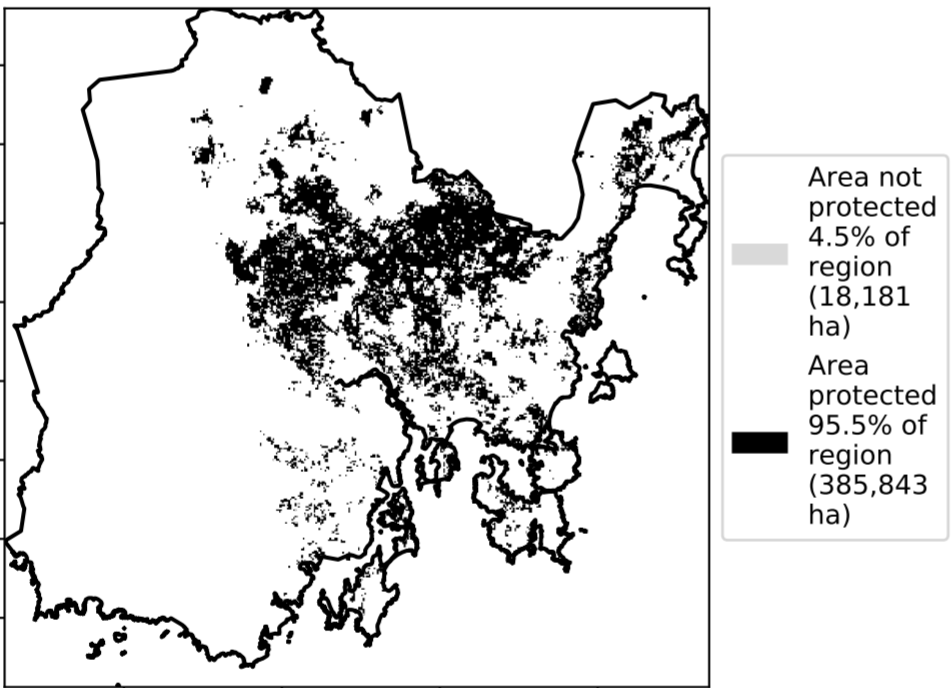 Area not
protected
4.5% of
region
(18,181
ha)
Area
protected
95.5% of
region
(385,843
ha)